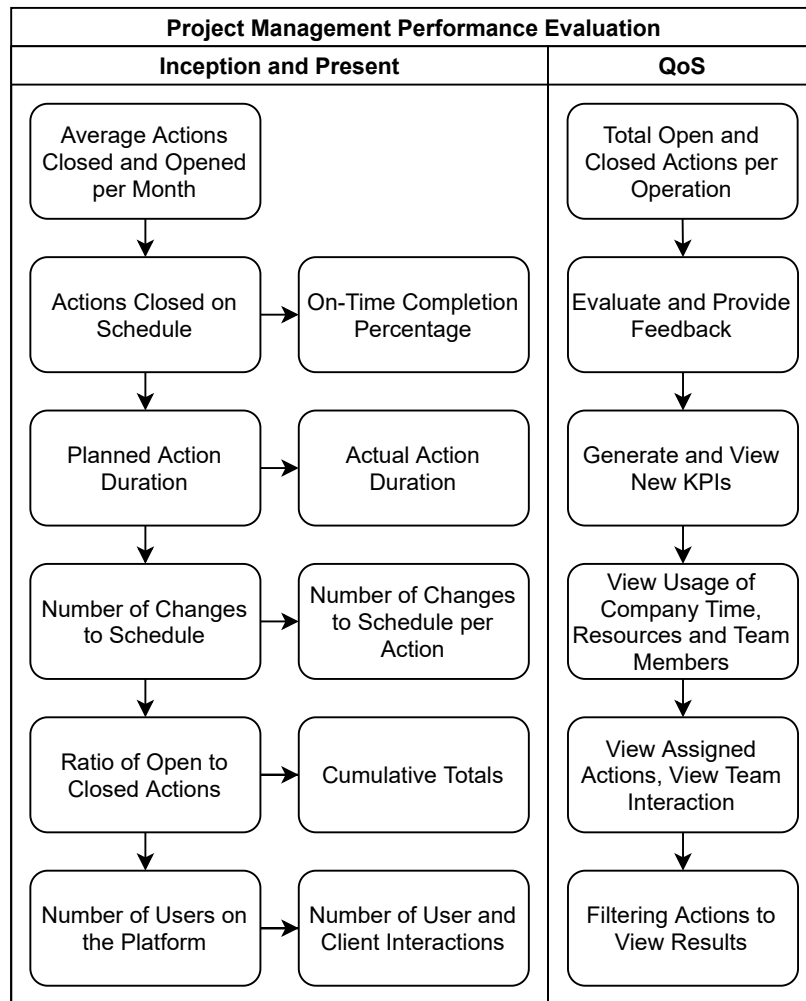 Project Management Performance Evaluation
Inception and Present
QoS
Average Actions
Closed and Opened
per Month
Total Open and
Closed Actions per
Operation
Actions Closed on
Schedule
On-Time Completion
Percentage
Evaluate and Provide
Feedback
Planned Action
Duration
Actual Action
Duration
Generate and View
New KPIs
Number of Changes
to Schedule
Number of Changes
to Schedule per
Action
View Usage of
Company Time,
Resources and Team
Members
Ratio of Open to
Closed Actions
Cumulative Totals
View Assigned
Actions, View Team
Interaction
Number of Users on
the Platform
Number of User and
Client Interactions
Filtering Actions to
View Results